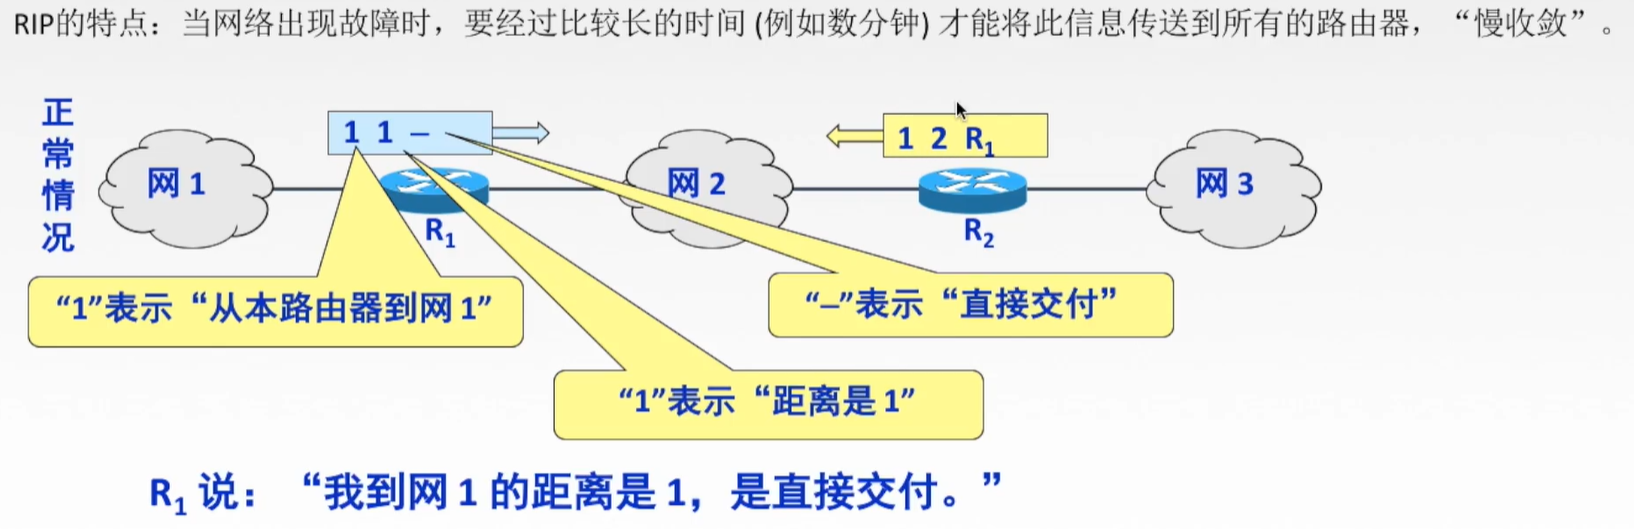 RIP的特点：当网络出现故障时，要经过比较长的时间 (例如数分钟) 才能将此信息传送到所有的路由器，“慢收敛”。
正常情况
1 1 –
1 2 R₁
网 1
网 2
网 3
R₁
R₂
“1”表示“从本路由器到网 1”
“–”表示“直接交付”
“1”表示“距离是 1”
R₁ 说：“我到网 1 的距离是 1，是直接交付。”